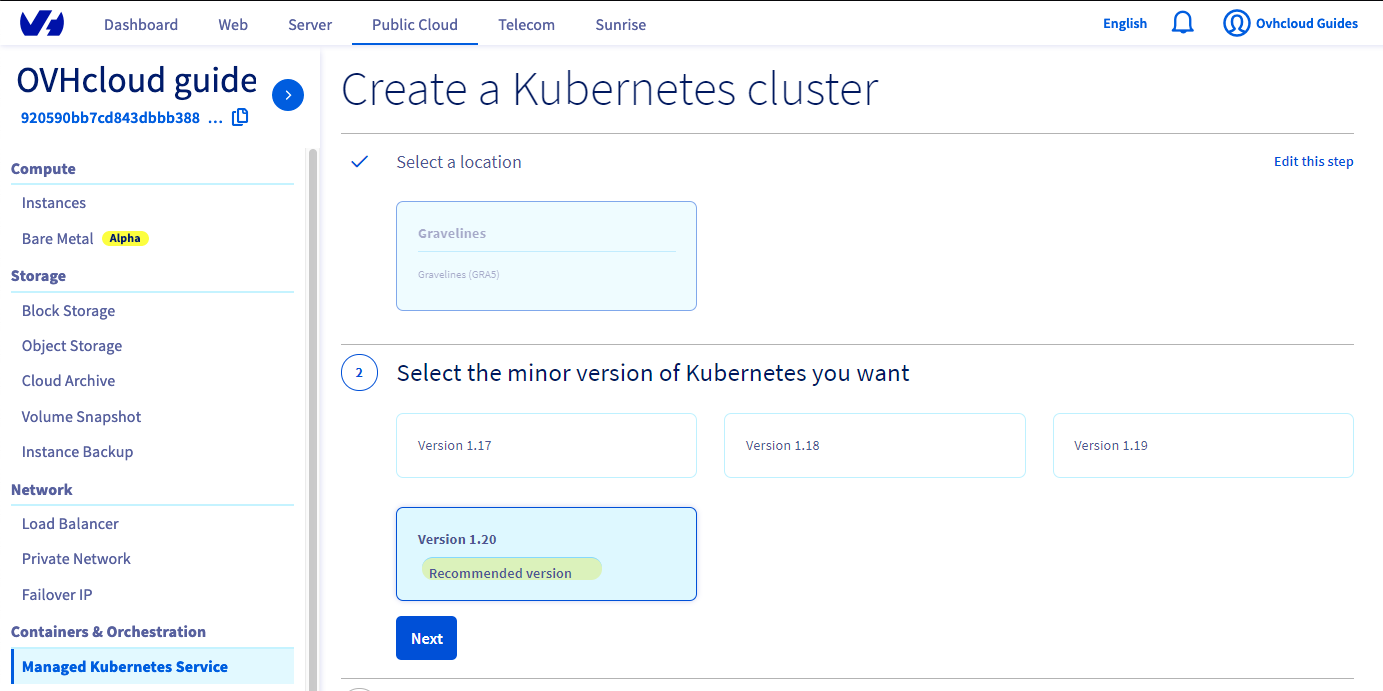 Dashboard Web Server Public Cloud Telecom Sunrise English Ovhcloud Guides
OVHcloud guide
920590bb7cd843dbbb388 ...
Compute
Instances
Bare Metal Alpha
Storage
Block Storage
Object Storage
Cloud Archive
Volume Snapshot
Instance Backup
Network
Load Balancer
Private Network
Failover IP
Containers & Orchestration
Managed Kubernetes Service
Create a Kubernetes cluster
Select a location Edit this step
Gravelines
Gravelines (GRA5)
2 Select the minor version of Kubernetes you want
Version 1.17 Version 1.18 Version 1.19
Version 1.20
Recommended version
Next